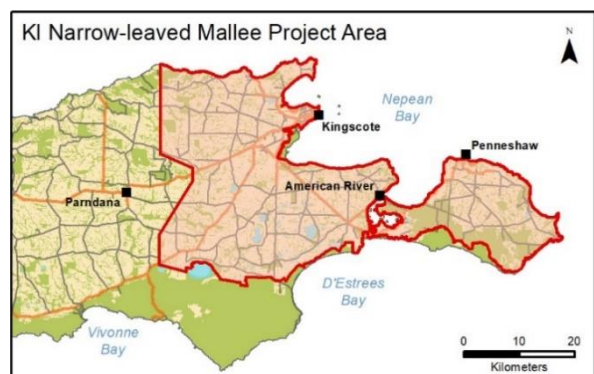 KI Narrow-leaved Mallee Project Area
N
Nepean
Bay
Kingscote
Penneshaw
American River
Parndana
D'Estrees
Bay
Vivonne
Bay
0 10 20
Kilometers